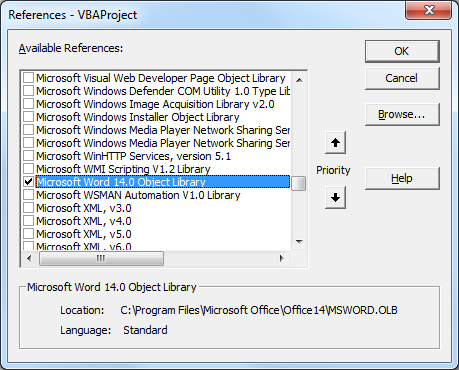 References - VBAProject
Available References:
Microsoft Visual Web Developer Page Object Library
Microsoft Windows Defender COM Utility 1.0 Type Lib
Microsoft Windows Image Acquisition Library v2.0
Microsoft Windows Installer Object Library
Microsoft Windows Media Player Network Sharing Ser
Microsoft Windows Media Player Network Sharing Ser
Microsoft WinHTTP Services, version 5.1
Microsoft WMI Scripting V1.2 Library
Microsoft Word 14.0 Object Library
Microsoft WSMAN Automation V1.0 Library
Microsoft XML, v3.0
Microsoft XML, v4.0
Microsoft XML, v5.0
Microsoft XML, v6.0
OK
Cancel
Browse...
Priority
Help
Microsoft Word 14.0 Object Library
Location: C:\Program Files\Microsoft Office\Office14\MSWORD.OLB
Language: Standard